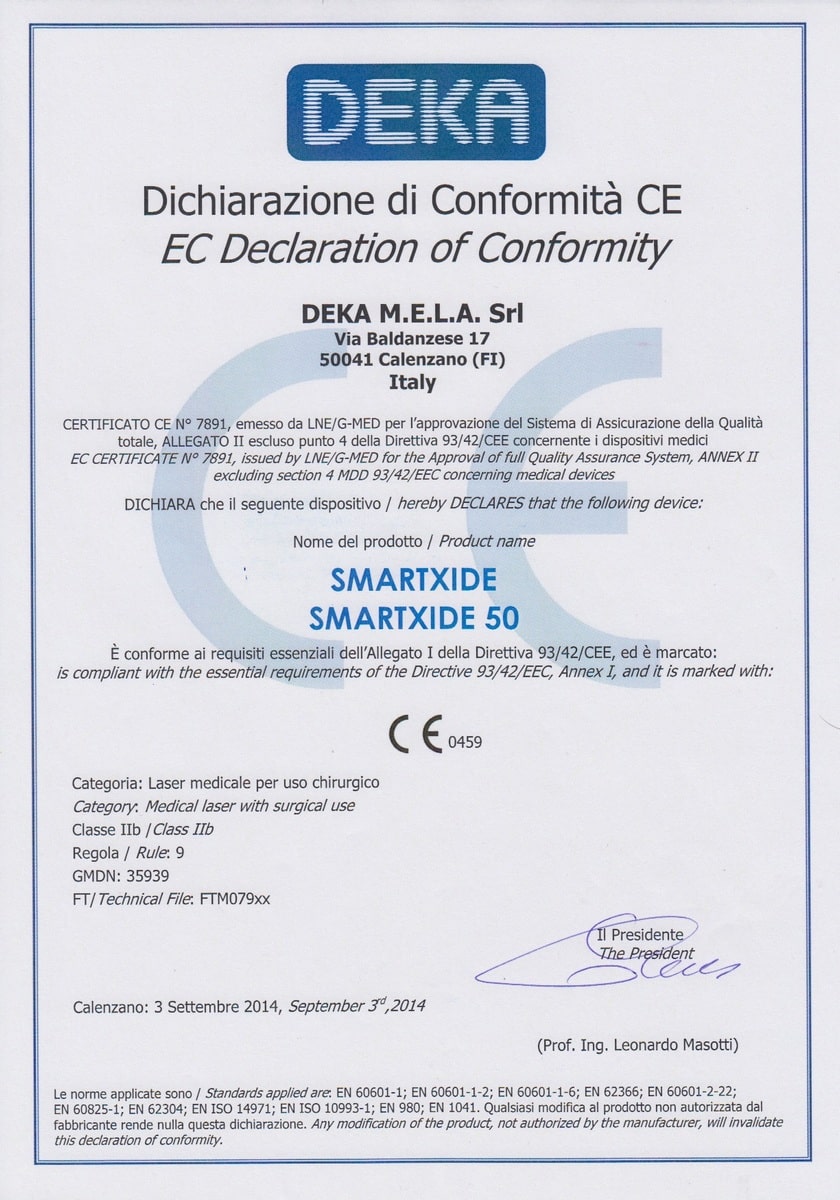 DEKA
Dichiarazione di Conformità CE
EC Declaration of Conformity
DEKA M.E.L.A. Srl
Via Baldanzese 17
50041 Calenzano (FI)
Italy
CERTIFICATO CE N° 7891, emesso da LNE/G-MED per l'approvazione del Sistema di Assicurazione della Qualità
totale, ALLEGATO II escluso punto 4 della Direttiva 93/42/CEE concernente i dispositivi medici
EC CERTIFICATE N° 7891, issued by LNE/G-MED for the Approval of full Quality Assurance System, ANNEX II
excluding section 4 MDD 93/42/EEC concerning medical devices
DICHIARA che il seguente dispositivo / hereby DECLARES that the following device:
Nome del prodotto / Product name
SMARTXIDE
SMARTXIDE 50
È conforme ai requisiti essenziali dell'Allegato I della Direttiva 93/42/CEE, ed è marcato:
is compliant with the essential requirements of the Directive 93/42/EEC, Annex I, and it is marked with:
CE 0459
Categoria: Laser medicale per uso chirurgico
Category: Medical laser with surgical use
Classe IIb /Class IIb
Regola / Rule: 9
GMDN: 35939
FT/Technical File: FTM079xx
Il Presidente
The President
Calenzano: 3 Settembre 2014, September 3rd,2014
(Prof. Ing. Leonardo Masotti)
Le norme applicate sono / Standards applied are: EN 60601-1; EN 60601-1-2; EN 60601-1-6; EN 62366; EN 60601-2-22;
EN 60825-1; EN 62304; EN ISO 14971; EN ISO 10993-1; EN 980; EN 1041. Qualsiasi modifica al prodotto non autorizzata dal
fabbricante rende nulla questa dichiarazione. Any modification of the product, not authorized by the manufacturer, will invalidate
this declaration of conformity.